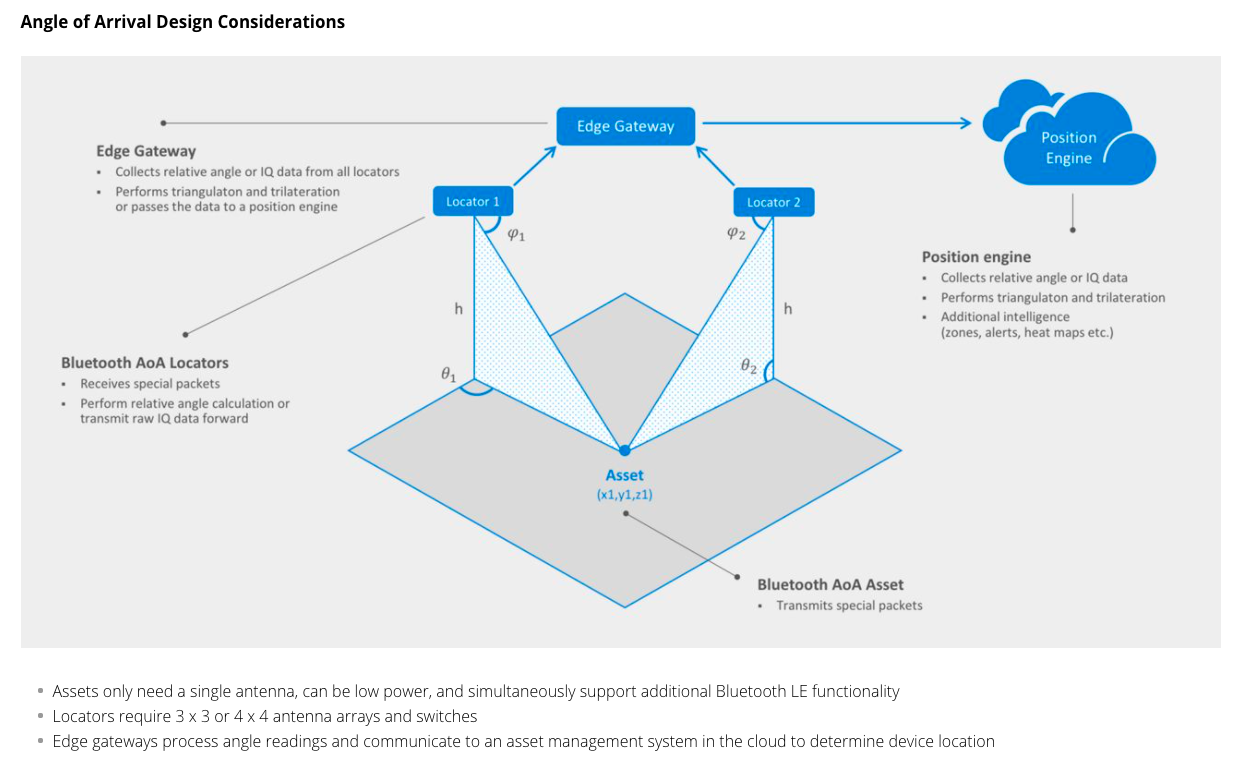 Angle of Arrival Design Considerations
Edge Gateway
Position
Engine
Edge Gateway
• Collects relative angle or IQ data from all locators
• Performs triangulaton and trilateration
or passes the data to a position engine
Locator 1
Locator 2
φ1
φ2
h
h
θ1
θ2
Position engine
• Collects relative angle or IQ data
• Performs triangulaton and trilateration
• Additional intelligence
(zones, alerts, heat maps etc.)
Bluetooth AoA Locators
• Receives special packets
• Perform relative angle calculation or
transmit raw IQ data forward
Asset
(x1,y1,z1)
Bluetooth AoA Asset
• Transmits special packets
• Assets only need a single antenna, can be low power, and simultaneously support additional Bluetooth LE functionality
• Locators require 3 x 3 or 4 x 4 antenna arrays and switches
• Edge gateways process angle readings and communicate to an asset management system in the cloud to determine device location